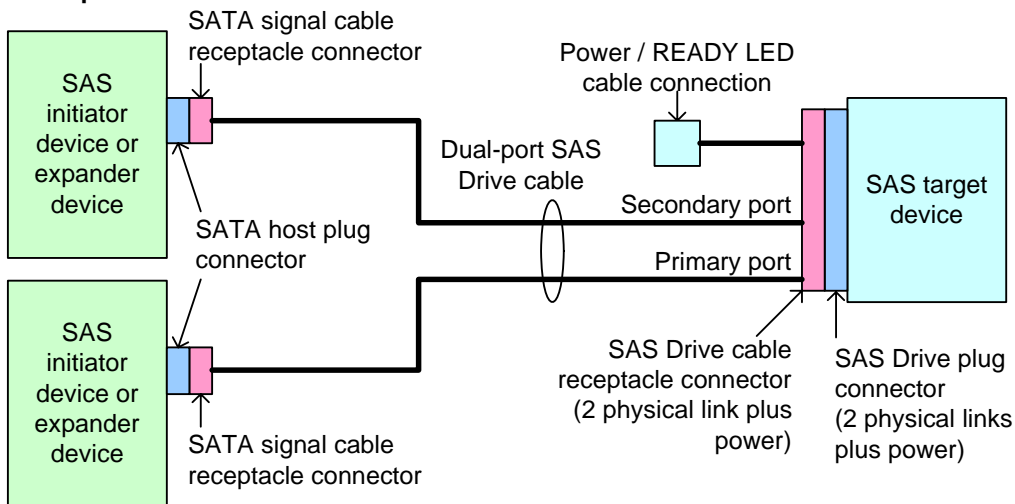 SATA signal cable
receptacle connector
SAS
initiator
device or
expander
device
Power / READY LED
cable connection
Dual-port SAS
Drive cable
SAS target
device
Secondary port
SATA host plug
connector
Primary port
SAS
initiator
device or
expander
device
SAS Drive cable
receptacle connector
(2 physical link plus
power)
SAS Drive plug
connector
(2 physical links
plus power)
SATA signal cable
receptacle connector